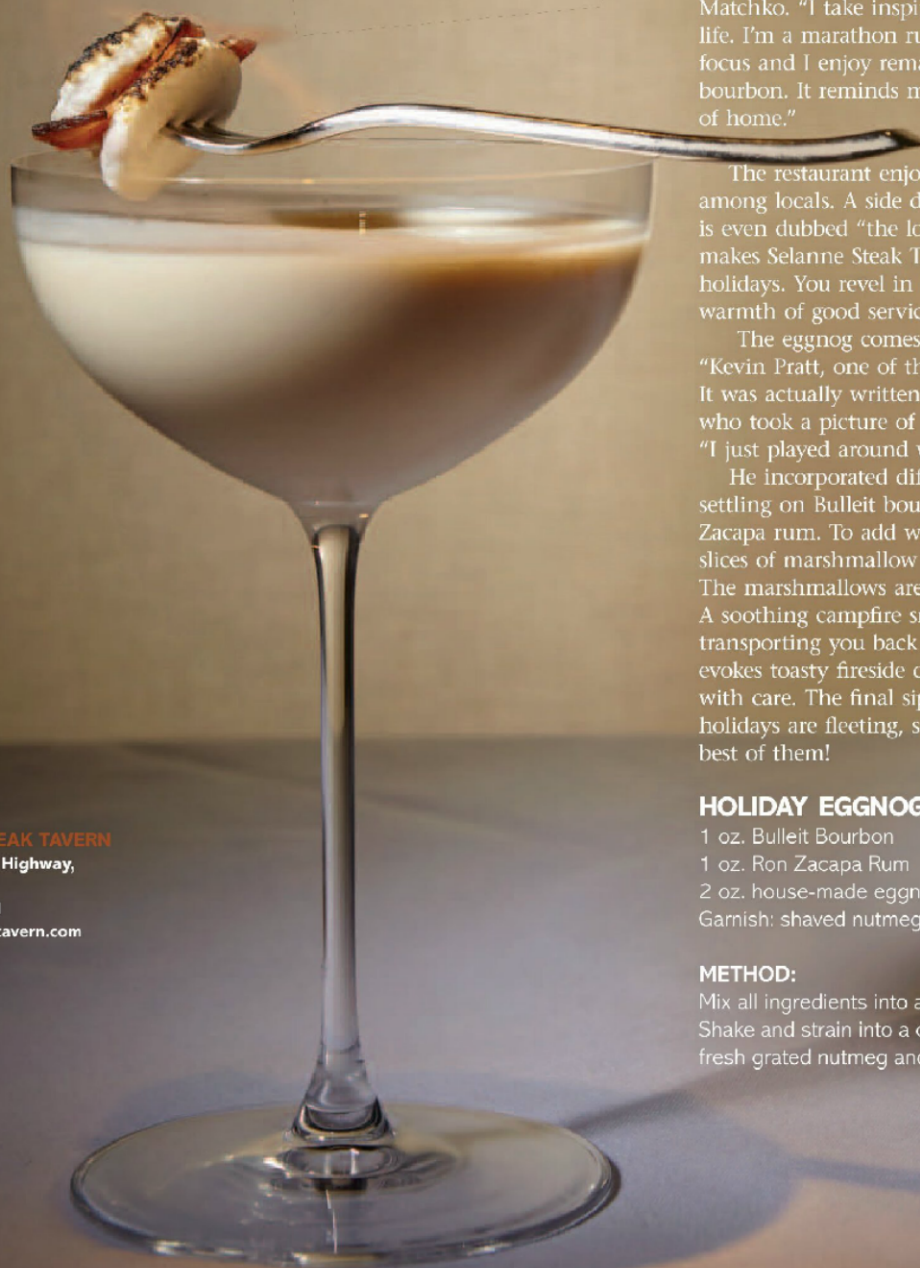 Matchko. "I take inspi
life. I'm a marathon ru
focus and I enjoy rema
bourbon. It reminds m
of home."
The restaurant enjo
among locals. A side d
is even dubbed "the lo
makes Selanne Steak T
holidays. You revel in
warmth of good servic
The eggnog comes
"Kevin Pratt, one of th
It was actually written
who took a picture of
"I just played around w
He incorporated dif
settling on Bulleit bou
Zacapa rum. To add w
slices of marshmallow
The marshmallows are
A soothing campfire s
transporting you back
evokes toasty fireside c
with care. The final sip
holidays are fleeting, s
best of them!
HOLIDAY EGGNOG
1 oz. Bulleit Bourbon
1 oz. Ron Zacapa Rum
2 oz. house-made eggn
Garnish: shaved nutmeg
METHOD:
Mix all ingredients into a
Shake and strain into a c
fresh grated nutmeg and
EAK TAVERN
Highway,
tavern.com